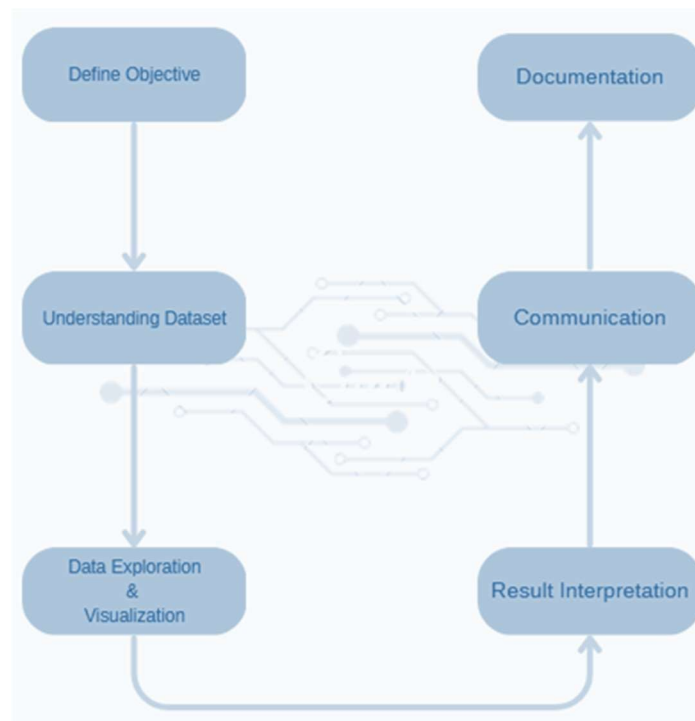 Define Objective
Understanding Dataset
Data Exploration
&
Visualization
Result Interpretation
Communication
Documentation